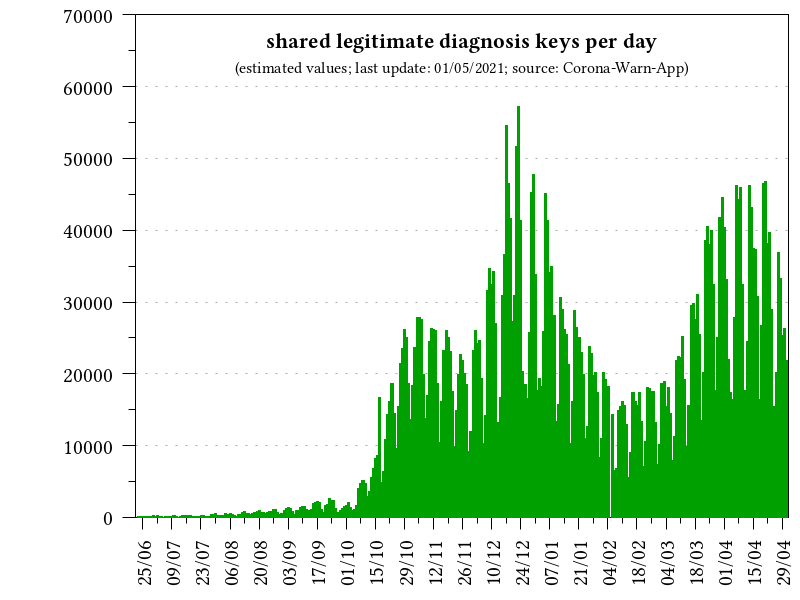 shared legitimate diagnosis keys per day
(estimated values; last update: 01/05/2021; source: Corona-Warn-App)
70000
60000
50000
40000
30000
20000
10000
0
25/06 09/07 23/07 06/08 20/08 03/09 17/09 01/10 15/10 29/10 12/11 26/11 10/12 24/12 07/01 21/01 04/02 18/02 04/03 18/03 01/04 15/04 29/04